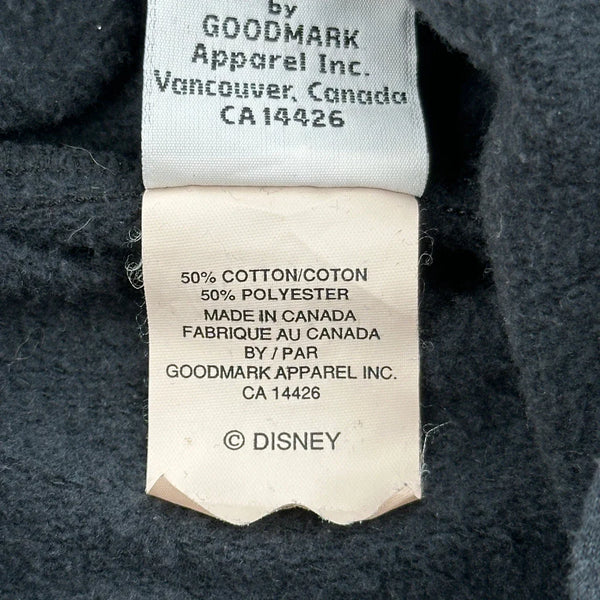 by
GOODMARK
Apparel Inc.
Vancouver, Canada
CA 14426
50% COTTON/COTON
50% POLYESTER
MADE IN CANADA
FABRIQUE AU CANADA
BY / PAR
GOODMARK APPAREL INC.
CA 14426
© DISNEY